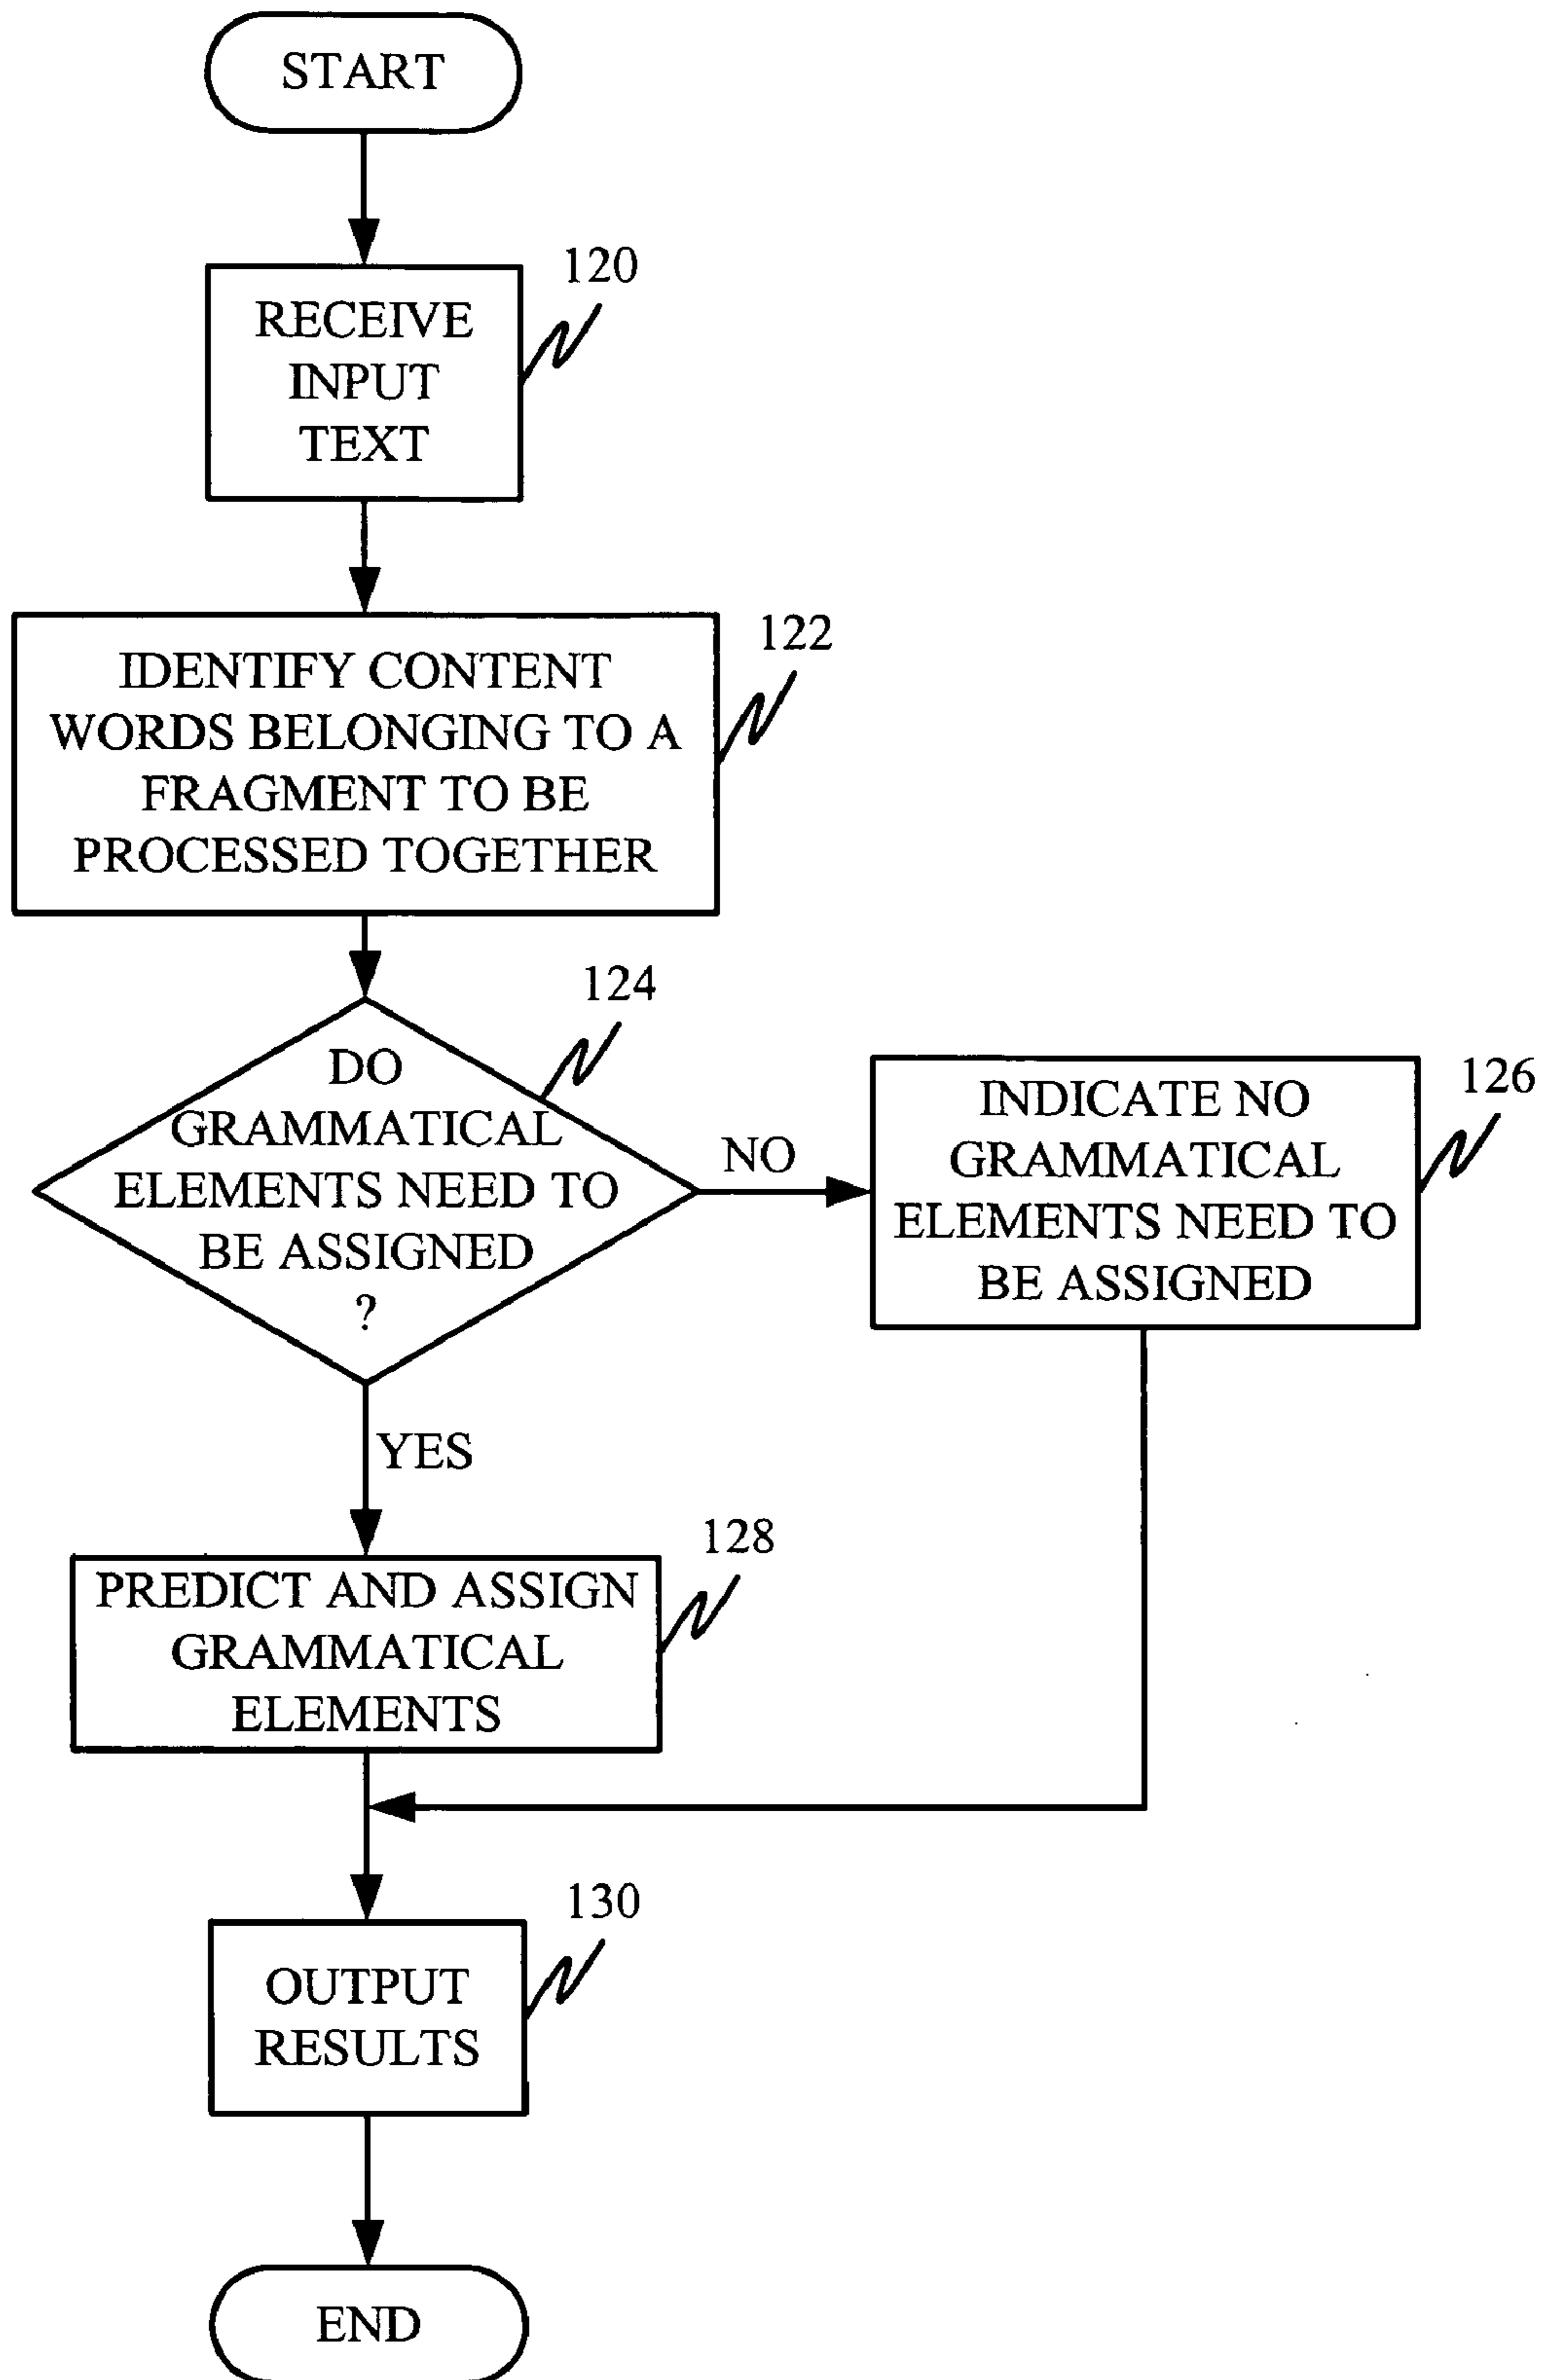 START
120
RECEIVE
INPUT
TEXT
122
IDENTIFY CONTENT
WORDS BELONGING TO A
FRAGMENT TO BE
PROCESSED TOGETHER
124
DO
GRAMMATICAL
ELEMENTS NEED TO
BE ASSIGNED
?
NO
126
INDICATE NO
GRAMMATICAL
ELEMENTS NEED TO
BE ASSIGNED
YES
128
PREDICT AND ASSIGN
GRAMMATICAL
ELEMENTS
130
OUTPUT
RESULTS
END